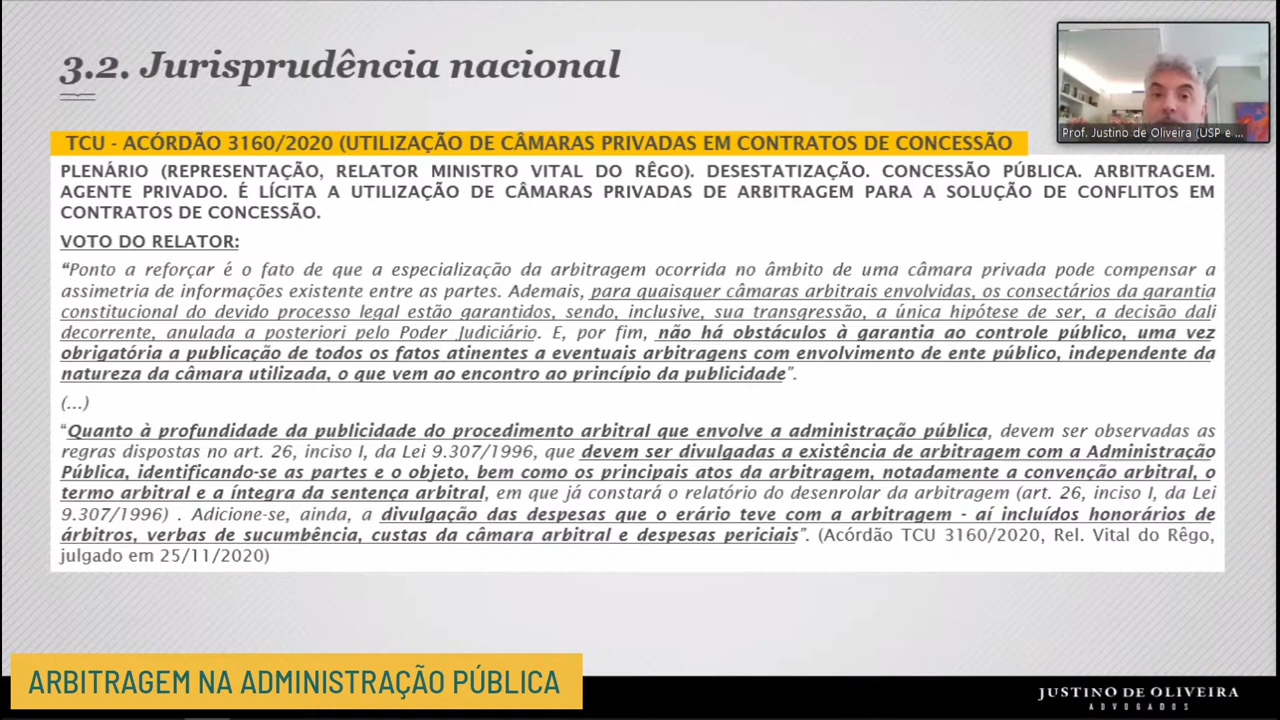 3.2. Jurisprudência nacional
Prof. Justino de Oliveira (USP e ...
TCU - ACÓRDÃO 3160/2020 (UTILIZAÇÃO DE CÂMARAS PRIVADAS EM CONTRATOS DE CONCESSÃO
PLENÁRIO (REPRESENTAÇÃO, RELATOR MINISTRO VITAL DO RÊGO). DESESTATIZAÇÃO. CONCESSÃO PÚBLICA. ARBITRAGEM.
AGENTE PRIVADO. É LÍCITA A UTILIZAÇÃO DE CÂMARAS PRIVADAS DE ARBITRAGEM PARA A SOLUÇÃO DE CONFLITOS EM
CONTRATOS DE CONCESSÃO.
VOTO DO RELATOR:
“Ponto a reforçar é o fato de que a especialização da arbitragem ocorrida no âmbito de uma câmara privada pode compensar a
assimetria de informações existente entre as partes. Ademais, para quaisquer câmaras arbitrais envolvidas, os consectários da garantia
constitucional do devido processo legal estão garantidos, sendo, inclusive, sua transgressão, a única hipótese de ser, a decisão dali
decorrente, anulada a posteriori pelo Poder Judiciário. E, por fim, não há obstáculos à garantia ao controle público, uma vez
obrigatória a publicação de todos os fatos atinentes a eventuais arbitragens com envolvimento de ente público, independente da
natureza da câmara utilizada, o que vem ao encontro ao princípio da publicidade”.
(...)
“Quanto à profundidade da publicidade do procedimento arbitral que envolve a administração pública, devem ser observadas as
regras dispostas no art. 26, inciso I, da Lei 9.307/1996, que devem ser divulgadas a existência de arbitragem com a Administração
Pública, identificando-se as partes e o objeto, bem como os principais atos da arbitragem, notadamente a convenção arbitral, o
termo arbitral e a íntegra da sentença arbitral, em que já constará o relatório do desenrolar da arbitragem (art. 26, inciso I, da Lei
9.307/1996) . Adicione-se, ainda, a divulgação das despesas que o erário teve com a arbitragem - aí incluídos honorários de
árbitros, verbas de sucumbência, custas da câmara arbitral e despesas periciais”. (Acórdão TCU 3160/2020, Rel. Vital do Rêgo,
julgado em 25/11/2020)
ARBITRAGEM NA ADMINISTRAÇÃO PÚBLICA
JUSTINO DE OLIVEIRA
ADVOGADOS